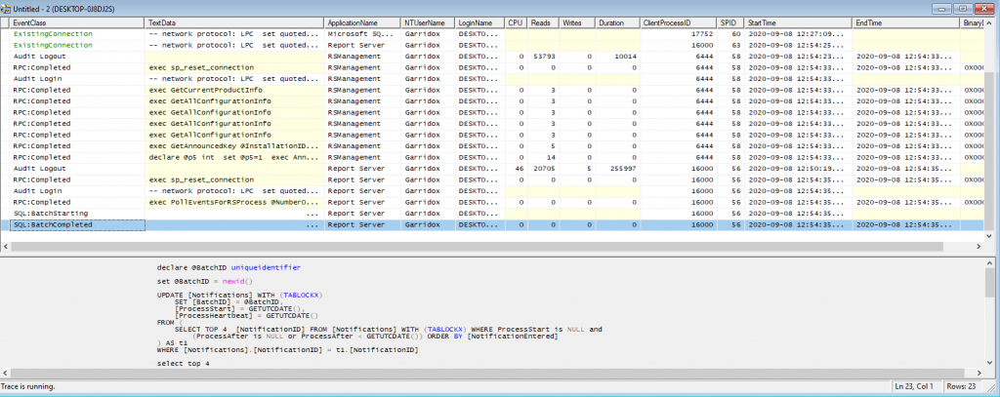 Untitled - 2 (DESKTOP-0J8DJ2S)
EventClass TextData ApplicationName NTUserName LoginName CPU Reads Writes Duration ClientProcessID SPID StartTime EndTime BinaryD
ExistingConnection -- network protocol: LPC set quoted... Microsoft SQ... Garridox DESKTO... 17752 60 2020-09-08 12:27:09...
ExistingConnection -- network protocol: LPC set quoted... Report Server Garridox DESKTO... 16000 63 2020-09-08 13:54:25...
Audit Logout RSManagement Garridox DESKTO... 0 53793 0 10014 6444 58 2020-09-08 12:54:23... 2020-09-08 12:54:33...
RPC:Completed exec sp_reset_connection RSManagement Garridox DESKTO... 0 0 0 0 6444 58 2020-09-08 12:54:33... 2020-09-08 12:54:33... 0X000
Audit Login -- network protocol: LPC set quoted... RSManagement Garridox DESKTO... 6444 58 2020-09-08 12:54:33...
RPC:Completed exec GetCurrentProductInfo RSManagement Garridox DESKTO... 0 3 0 0 6444 58 2020-09-08 12:54:33... 2020-09-08 12:54:33... 0X000
RPC:Completed exec GetAllConfigurationInfo RSManagement Garridox DESKTO... 0 3 0 0 6444 58 2020-09-08 12:54:33... 2020-09-08 12:54:33... 0X000
RPC:Completed exec GetAllConfigurationInfo RSManagement Garridox DESKTO... 0 3 0 0 6444 58 2020-09-08 12:54:33... 2020-09-08 12:54:33... 0X000
RPC:Completed exec GetAllConfigurationInfo RSManagement Garridox DESKTO... 0 3 0 0 6444 58 2020-09-08 12:54:33... 2020-09-08 12:54:33... 0X000
RPC:Completed exec GetAllConfigurationInfo RSManagement Garridox DESKTO... 0 3 0 0 6444 58 2020-09-08 12:54:33... 2020-09-08 12:54:33... 0X000
RPC:Completed exec GetAnnouncedKey @InstallationID... RSManagement Garridox DESKTO... 0 5 0 0 6444 58 2020-09-08 12:54:33... 2020-09-08 12:54:33... 0X000
RPC:Completed declare @p5 int set @p5=1 exec Ann... RSManagement Garridox DESKTO... 0 14 0 0 6444 58 2020-09-08 12:54:33... 2020-09-08 12:54:33... 0X000
Audit Logout Report Server Garridox DESKTO... 46 20705 5 255997 16000 56 2020-09-08 12:50:19... 2020-09-08 12:54:35...
RPC:Completed exec sp_reset_connection Report Server Garridox DESKTO... 0 0 0 0 16000 56 2020-09-08 12:54:35... 2020-09-08 12:54:35... 0X000
Audit Login -- network protocol: LPC set quoted... Report Server Garridox DESKTO... 16000 56 2020-09-08 12:54:35...
RPC:Completed exec PollEventsForRSProcess @NumberO... Report Server Garridox DESKTO... 0 0 0 0 16000 56 2020-09-08 12:54:35... 2020-09-08 12:54:35... 0X000
SQL:BatchStarting ... Report Server Garridox DESKTO... 16000 56 2020-09-08 12:54:35...
SQL:BatchCompleted ... Report Server Garridox DESKTO... 0 0 0 0 16000 56 2020-09-08 12:54:35... 2020-09-08 12:54:35...
declare @BatchID uniqueidentifier
set @BatchID = newid()
UPDATE [Notifications] WITH (TABLOCKX)
SET [BatchID] = @BatchID,
[ProcessStart] = GETUTCDATE(),
[ProcessHeartbeat] = GETUTCDATE()
FROM (
SELECT TOP 4 [NotificationID] FROM [Notifications] WITH (TABLOCKX) WHERE ProcessStart is NULL and
(ProcessAfter is NULL or ProcessAfter < GETUTCDATE()) ORDER BY [NotificationEntered]
) AS t1
WHERE [Notifications].[NotificationID] = t1.[NotificationID]
select top 4
Trace is running. Ln 23, Col 1 Rows: 23